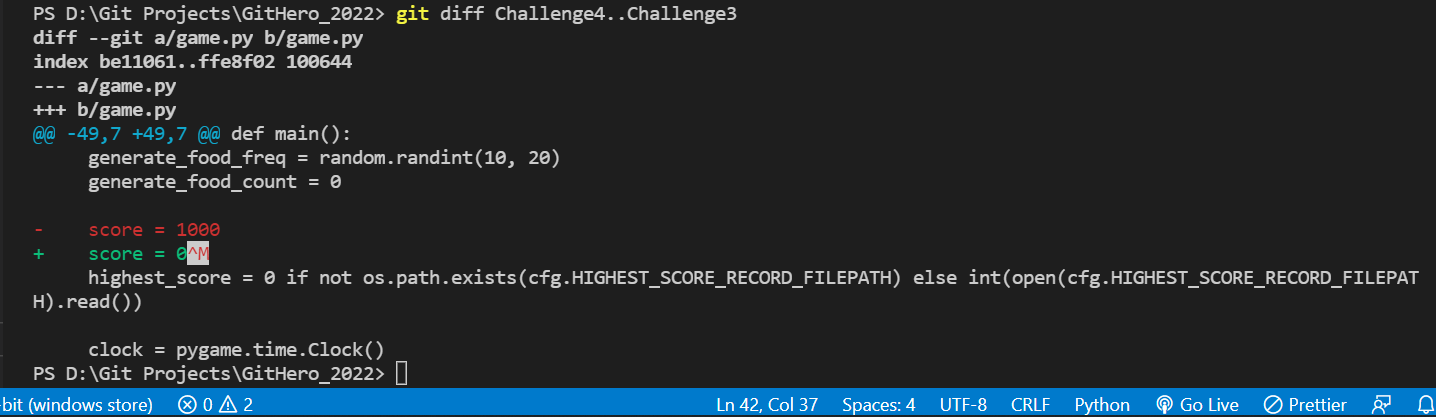 PS D:\Git Projects\GitHero_2022> git diff Challenge4..Challenge3
diff --git a/game.py b/game.py
index be11061..ffe8f02 100644
--- a/game.py
+++ b/game.py
@@ -49,7 +49,7 @@ def main():
     generate_food_freq = random.randint(10, 20)
     generate_food_count = 0

-    score = 1000
+    score = 0^M
     highest_score = 0 if not os.path.exists(cfg.HIGHEST_SCORE_RECORD_FILEPATH) else int(open(cfg.HIGHEST_SCORE_RECORD_FILEPAT
H).read())

     clock = pygame.time.Clock()
PS D:\Git Projects\GitHero_2022>
-bit (windows store) 0 2 Ln 42, Col 37 Spaces: 4 UTF-8 CRLF Python Go Live Prettier